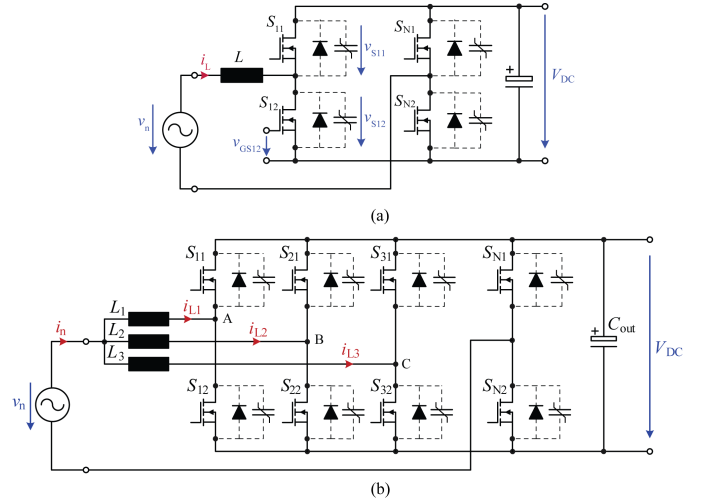 S11 SN1
iL L vS11 VDC
S12 SN2
vn vS12
vGS12
(a)
S11 S21 S31 SN1
L1 iL1 A
in L2 iL2 B Cout
L3 iL3 C VDC
vn S12 S22 S32 SN2
(b)